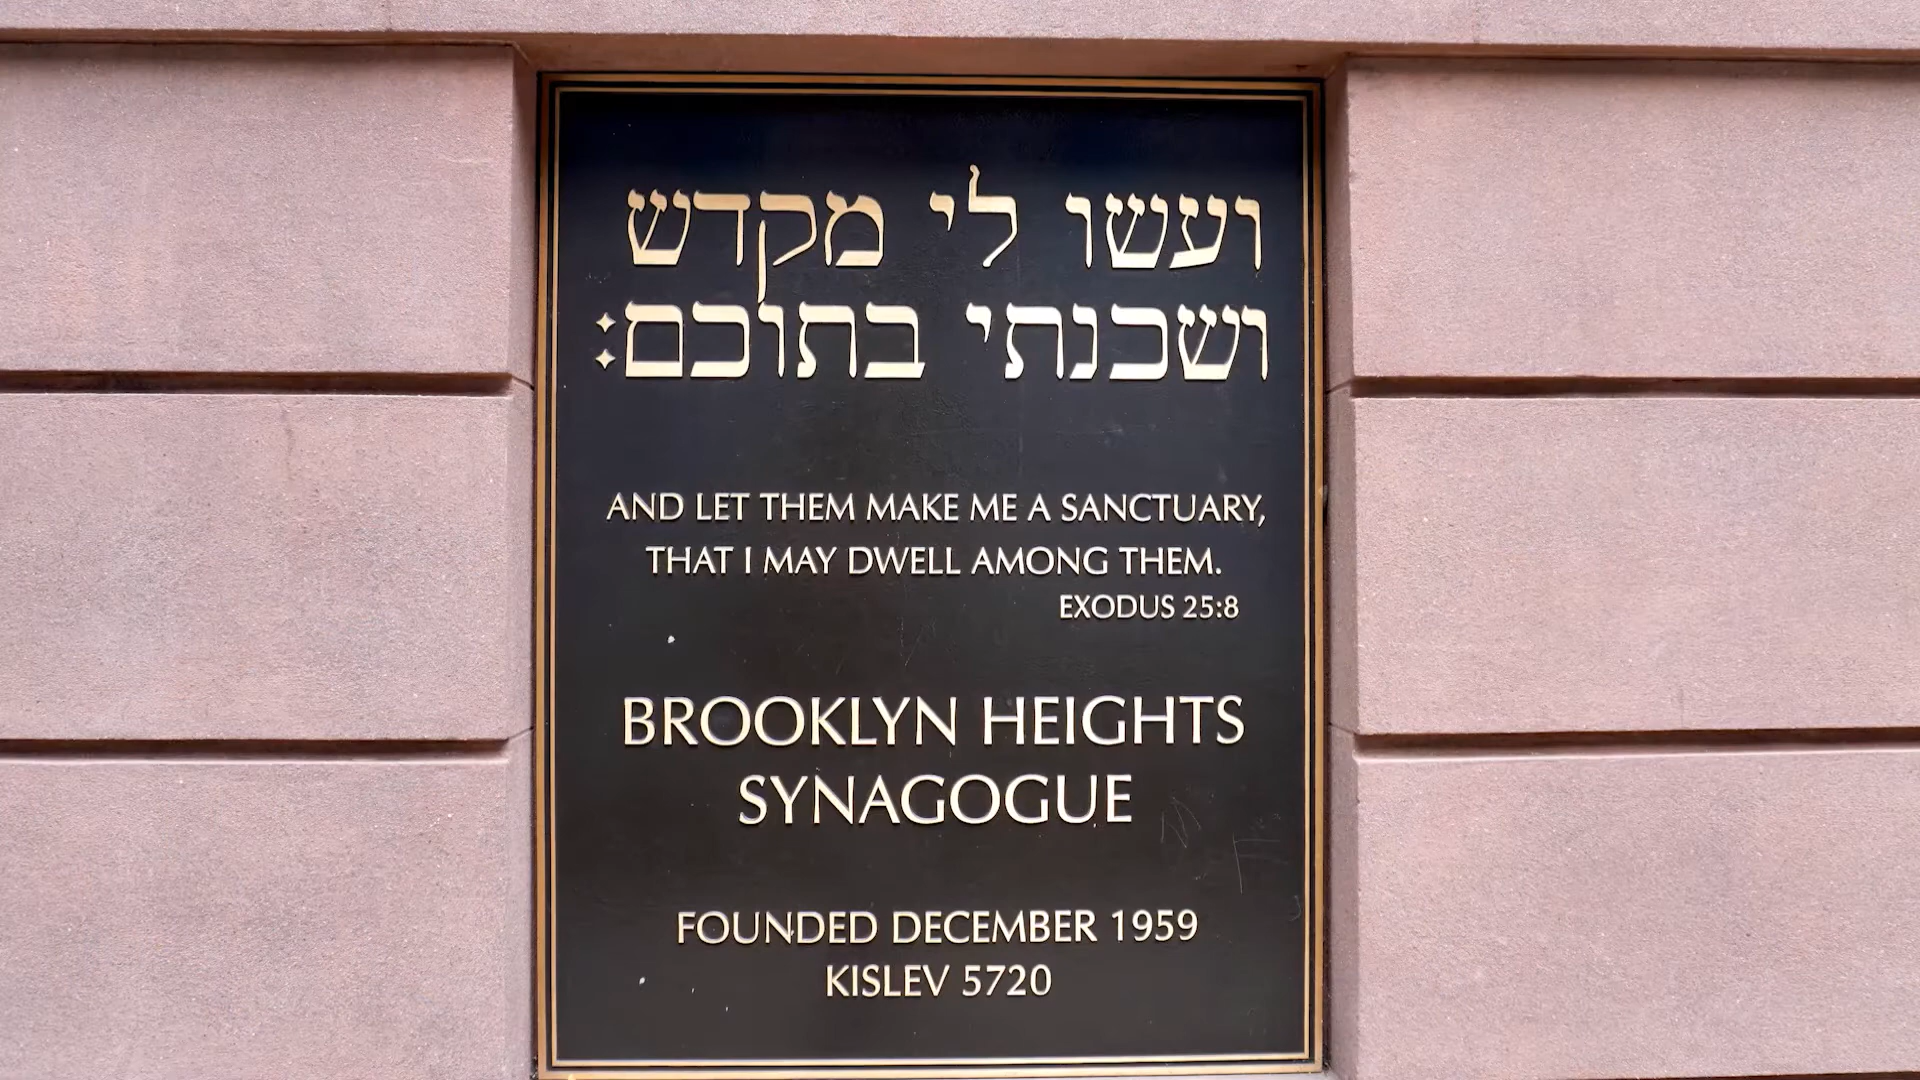 ועשו לי מקדש
ושכנתי בתוכם:
AND LET THEM MAKE ME A SANCTUARY,
THAT I MAY DWELL AMONG THEM.
EXODUS 25:8
BROOKLYN HEIGHTS
SYNAGOGUE
FOUNDED DECEMBER 1959
KISLEV 5720